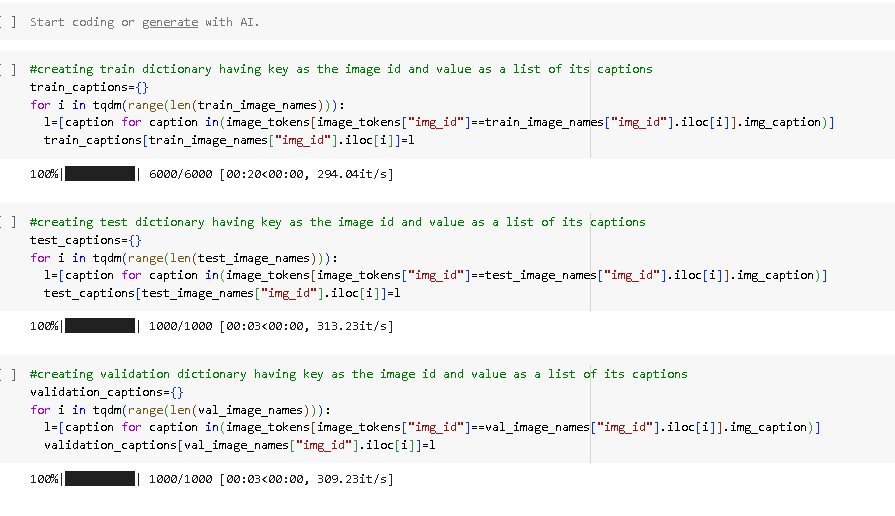 [ ] Start coding or generate with AI.
[ ] #creating train dictionary having key as the image id and value as a list of its captions
train_captions={}
for i in tqdm(range(len(train_image_names))):
  l=[caption for caption in(image_tokens[image_tokens["img_id"]==train_image_names["img_id"].iloc[i]].img_caption)]
  train_captions[train_image_names["img_id"].iloc[i]]=l
100%|██████████| 6000/6000 [00:20<00:00, 294.04it/s]
[ ] #creating test dictionary having key as the image id and value as a list of its captions
test_captions={}
for i in tqdm(range(len(test_image_names))):
  l=[caption for caption in(image_tokens[image_tokens["img_id"]==test_image_names["img_id"].iloc[i]].img_caption)]
  test_captions[test_image_names["img_id"].iloc[i]]=l
100%|██████████| 1000/1000 [00:03<00:00, 313.23it/s]
[ ] #creating validation dictionary having key as the image id and value as a list of its captions
validation_captions={}
for i in tqdm(range(len(val_image_names))):
  l=[caption for caption in(image_tokens[image_tokens["img_id"]==val_image_names["img_id"].iloc[i]].img_caption)]
  validation_captions[val_image_names["img_id"].iloc[i]]=l
100%|██████████| 1000/1000 [00:03<00:00, 309.23it/s]